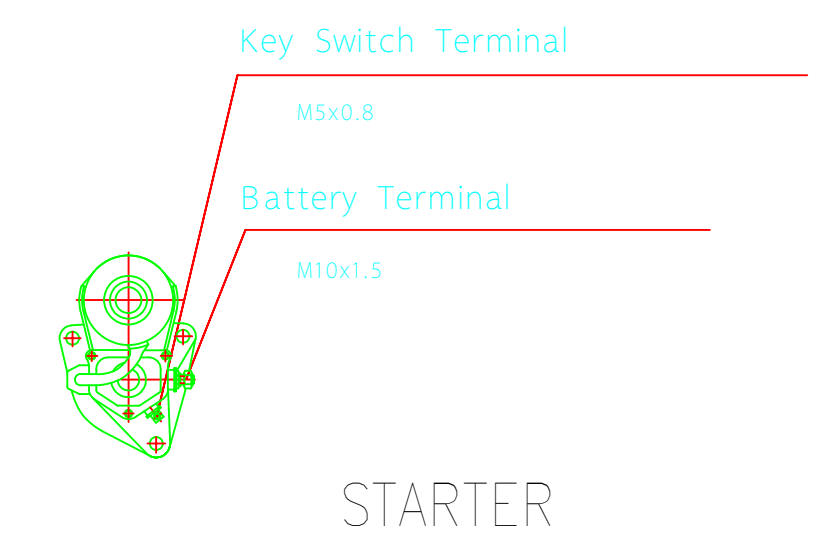 Key Switch Terminal
M5x0.8
Battery Terminal
M10x1.5
STARTER